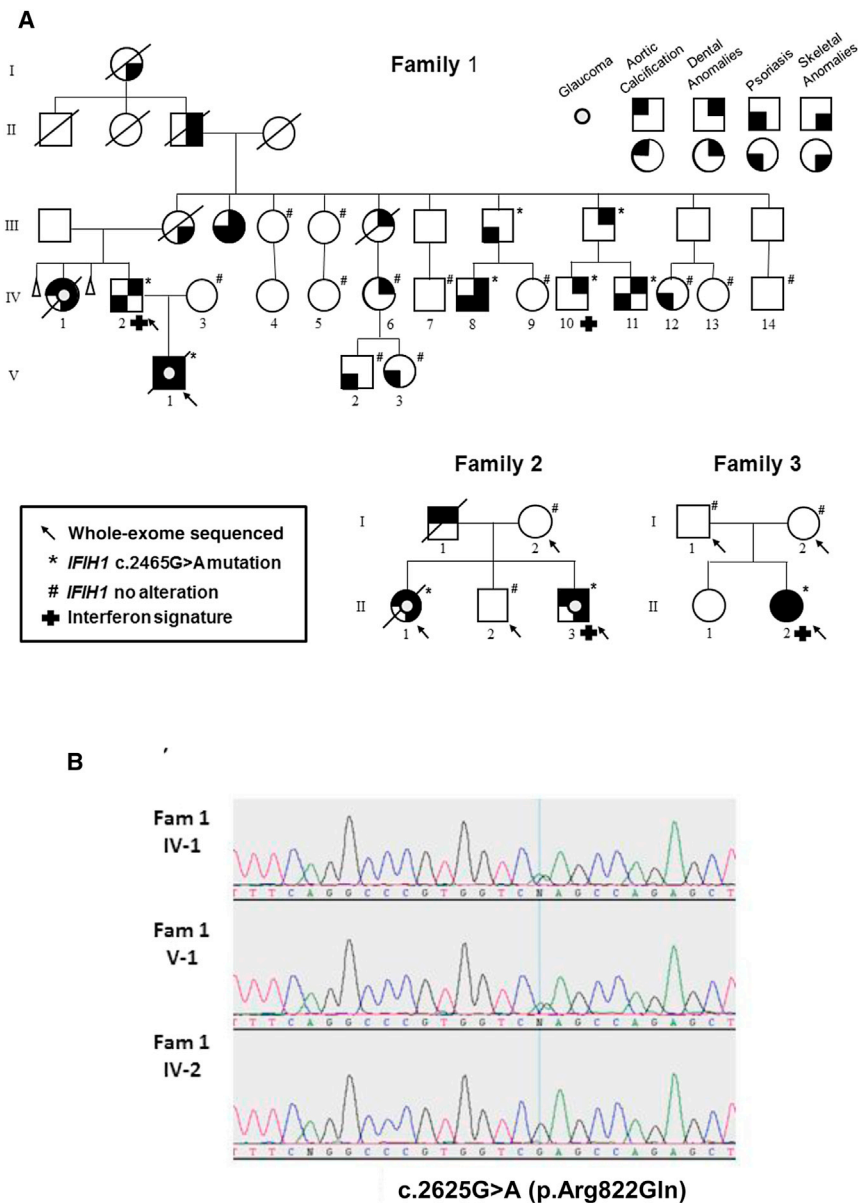 A
Family 1
Glaucoma
Aortic Calcification
Dental Anomalies
Psoriasis
Skeletal Anomalies
I
II
III
# # * *
IV
* # # # # * # * * # # #
1 2 3 4 5 6 7 8 9 10 11 12 13 14
V
* # #
1 2 3
Family 2
Family 3
Whole-exome sequenced
* IFIH1 c.2465G>A mutation
# IFIH1 no alteration
Interferon signature
I
#
1 2
II
* # *
1 2 3
I
# #
1 2
II
*
1 2
B
Fam 1
IV-1
T T T C A G G C C C G T G G T C N A G C C A G A G C T
Fam 1
V-1
T T T C A G G C C C G T G G T C N A G C C A G A G C T
Fam 1
IV-2
T T T C N G G C C C G T G G T C G A G C C A G A G C T
c.2625G>A (p.Arg822Gln)